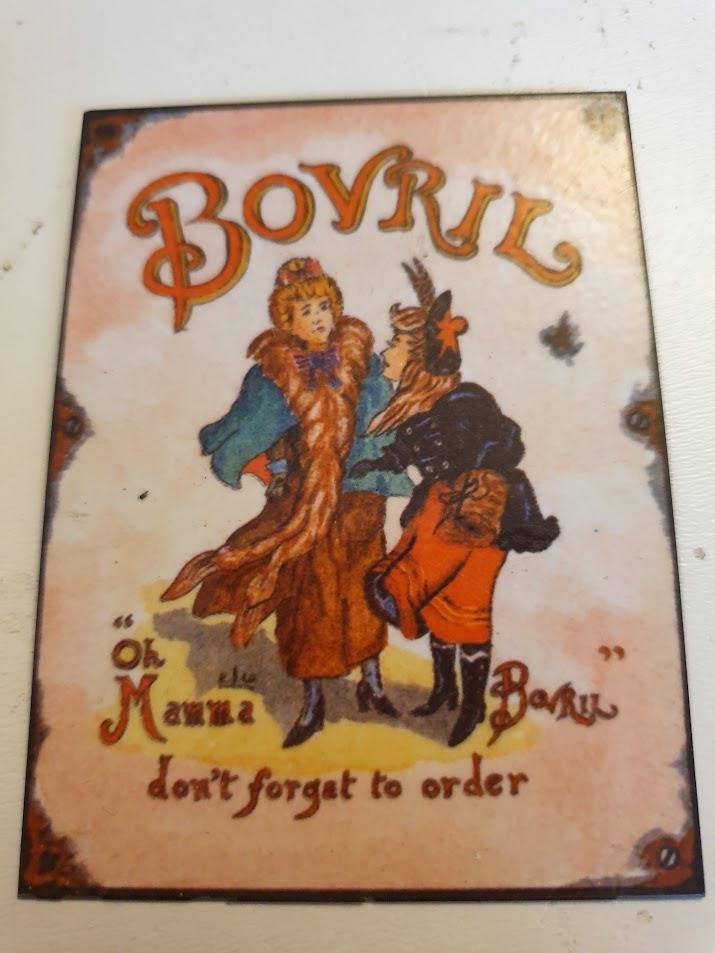 BOVRIL
"Oh
Mamma
don't forget to order
Bovril"